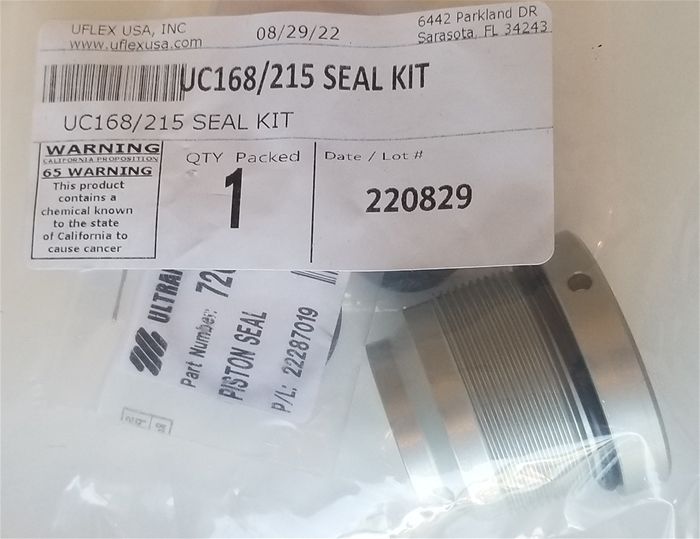 UFLEX USA, INC
www.uflexusa.com
08/29/22
6442 Parkland DR
Sarasota, FL 34243
UC168/215 SEAL KIT
UC168/215 SEAL KIT
WARNING
CALIFORNIA PROPOSITION
65 WARNING
This product
contains a
chemical known
to the state
of California to
cause cancer
QTY Packed
1
Date / Lot #
220829
Part Number:
PISTON SEAL
P/L: 22287019